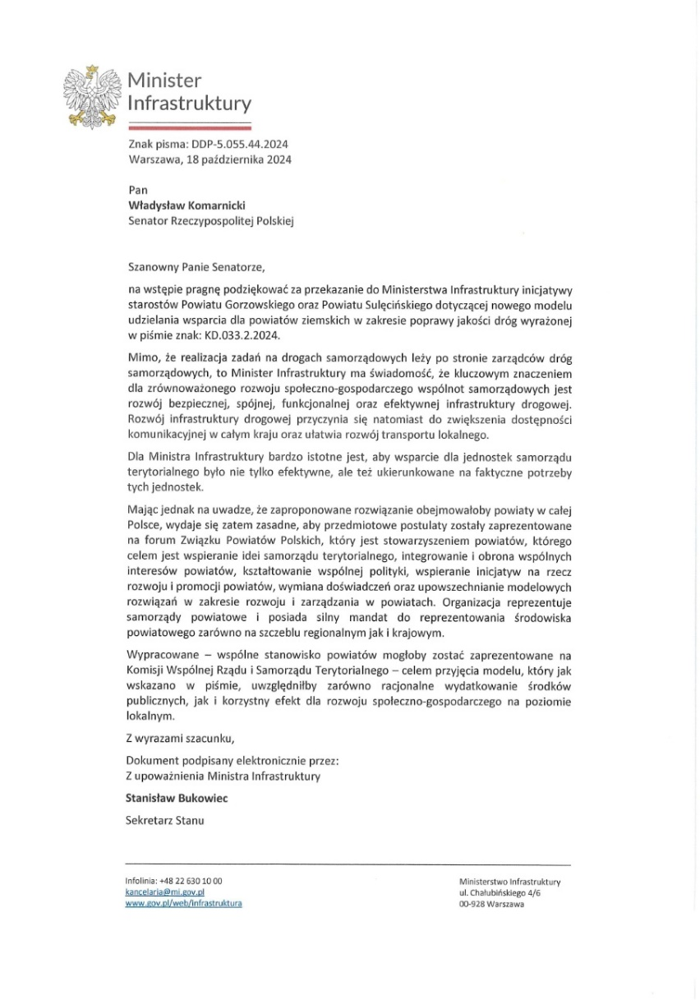 Minister
Infrastruktury
Znak pisma: DDP-5.055.44.2024
Warszawa, 18 października 2024
Pan
Władysław Komarnicki
Senator Rzeczypospolitej Polskiej
Szanowny Panie Senatorze,
na wstępie pragnę podziękować za przekazanie do Ministerstwa Infrastruktury inicjatywy
starostów Powiatu Gorzowskiego oraz Powiatu Sulęcińskiego dotyczącej nowego modelu
udzielania wsparcia dla powiatów ziemskich w zakresie poprawy jakości dróg wyrażonej
w piśmie znak: KD.033.2.2024.
Mimo, że realizacja zadań na drogach samorządowych leży po stronie zarządców dróg
samorządowych, to Minister Infrastruktury ma świadomość, że kluczowym znaczeniem
dla zrównoważonego rozwoju społeczno-gospodarczego wspólnot samorządowych jest
rozwój bezpiecznej, spójnej, funkcjonalnej oraz efektywnej infrastruktury drogowej.
Rozwój infrastruktury drogowej przyczynia się natomiast do zwiększenia dostępności
komunikacyjnej w całym kraju oraz ułatwia rozwój transportu lokalnego.
Dla Ministra Infrastruktury bardzo istotne jest, aby wsparcie dla jednostek samorządu
terytorialnego było nie tylko efektywne, ale też ukierunkowane na faktyczne potrzeby
tych jednostek.
Mając jednak na uwadze, że zaproponowane rozwiązanie obejmowałoby powiaty w całej
Polsce, wydaje się zatem zasadne, aby przedmiotowe postulaty zostały zaprezentowane
na forum Związku Powiatów Polskich, który jest stowarzyszeniem powiatów, którego
celem jest wspieranie idei samorządu terytorialnego, integrowanie i obrona wspólnych
interesów powiatów, kształtowanie wspólnej polityki, wspieranie inicjatyw na rzecz
rozwoju i promocji powiatów, wymiana doświadczeń oraz upowszechnianie modelowych
rozwiązań w zakresie rozwoju i zarządzania w powiatach. Organizacja reprezentuje
samorządy powiatowe i posiada silny mandat do reprezentowania środowiska
powiatowego zarówno na szczeblu regionalnym jak i krajowym.
Wypracowane – wspólne stanowisko powiatów mogłoby zostać zaprezentowane na
Komisji Wspólnej Rządu i Samorządu Terytorialnego – celem przyjęcia modelu, który jak
wskazano w piśmie, uwzględniłby zarówno racjonalne wydatkowanie środków
publicznych, jak i korzystny efekt dla rozwoju społeczno-gospodarczego na poziomie
lokalnym.
Z wyrazami szacunku,
Dokument podpisany elektronicznie przez:
Z upoważnienia Ministra Infrastruktury
Stanisław Bukowiec
Sekretarz Stanu
Infolinia: +48 22 630 10 00
kancelaria@mi.gov.pl
www.gov.pl/web/infrastruktura
Ministerstwo Infrastruktury
ul. Chałubińskiego 4/6
00-928 Warszawa